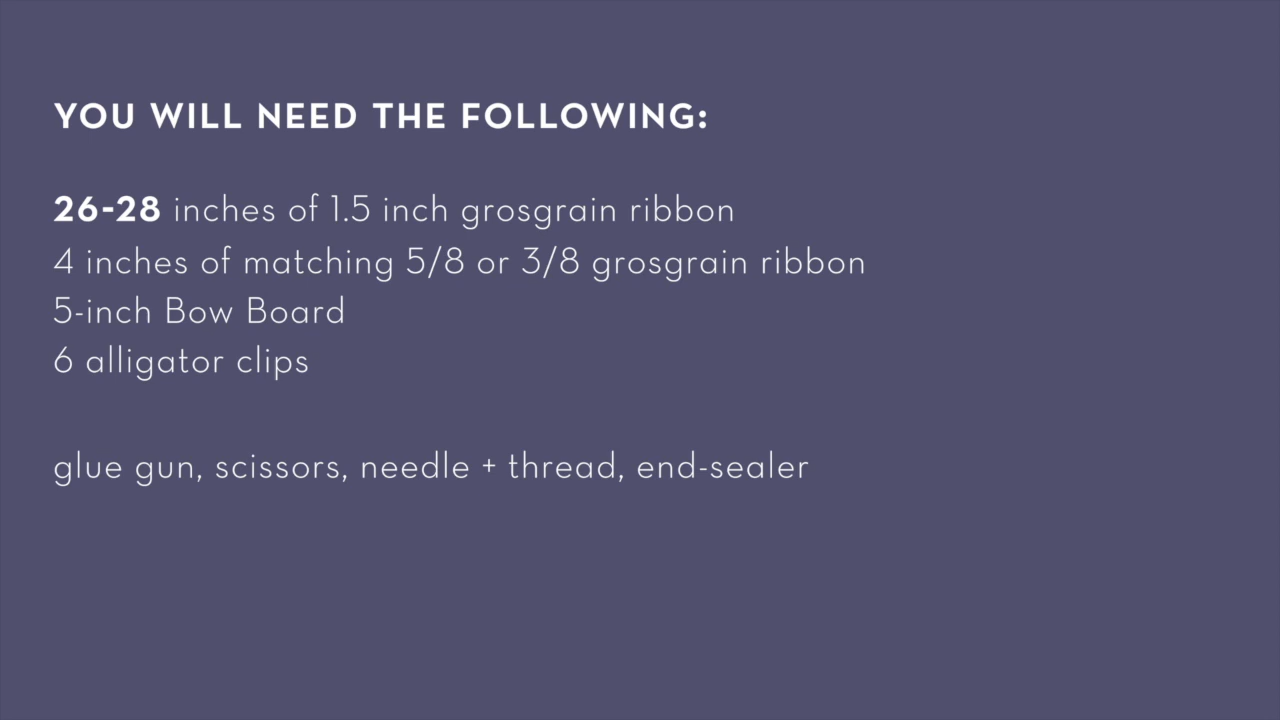 YOU WILL NEED THE FOLLOWING:
26-28 inches of 1.5 inch grosgrain ribbon
4 inches of matching 5/8 or 3/8 grosgrain ribbon
5-inch Bow Board
6 alligator clips
glue gun, scissors, needle + thread, end-sealer